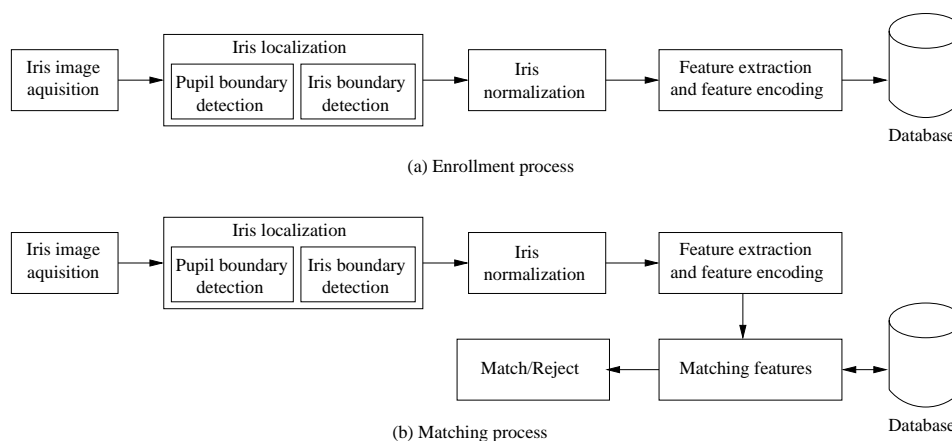 Iris image
aquisition
Iris localization
Pupil boundary
detection
Iris boundary
detection
Iris
normalization
Feature extraction
and feature encoding
Database
(a) Enrollment process
Iris image
aquisition
Iris localization
Pupil boundary
detection
Iris boundary
detection
Iris
normalization
Feature extraction
and feature encoding
Match/Reject
Matching features
Database
(b) Matching process